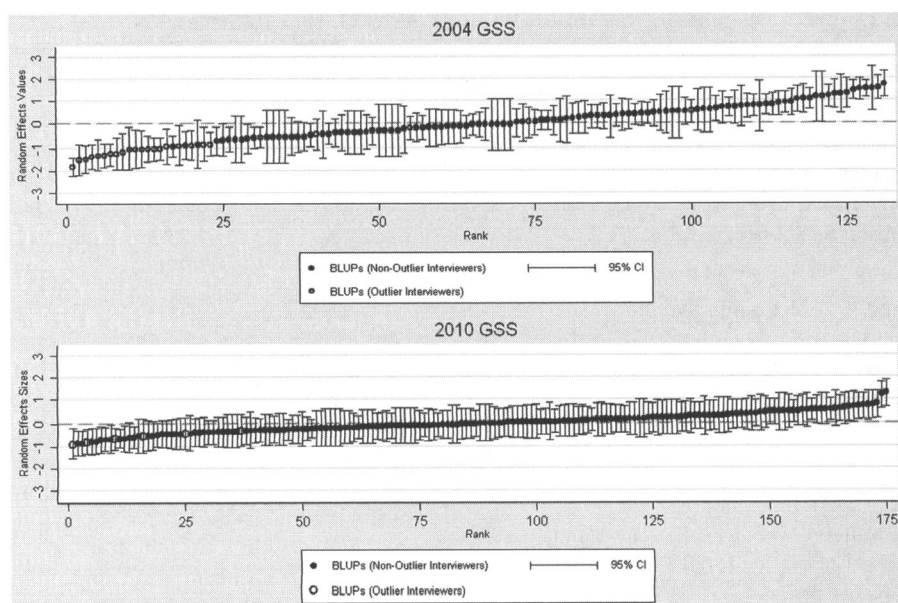 2004 GSS
Random Effects Values
3
2
1
0
-1
-2
-3
0 25 50 75 100 125
Rank
BLUPs (Non-Outlier Interviewers) 95% CI
BLUPs (Outlier Interviewers)
2010 GSS
Random Effects Sizes
3
2
1
0
-1
-2
-3
0 25 50 75 100 125 150 175
Rank
BLUPs (Non-Outlier Interviewers) 95% CI
BLUPs (Outlier Interviewers)